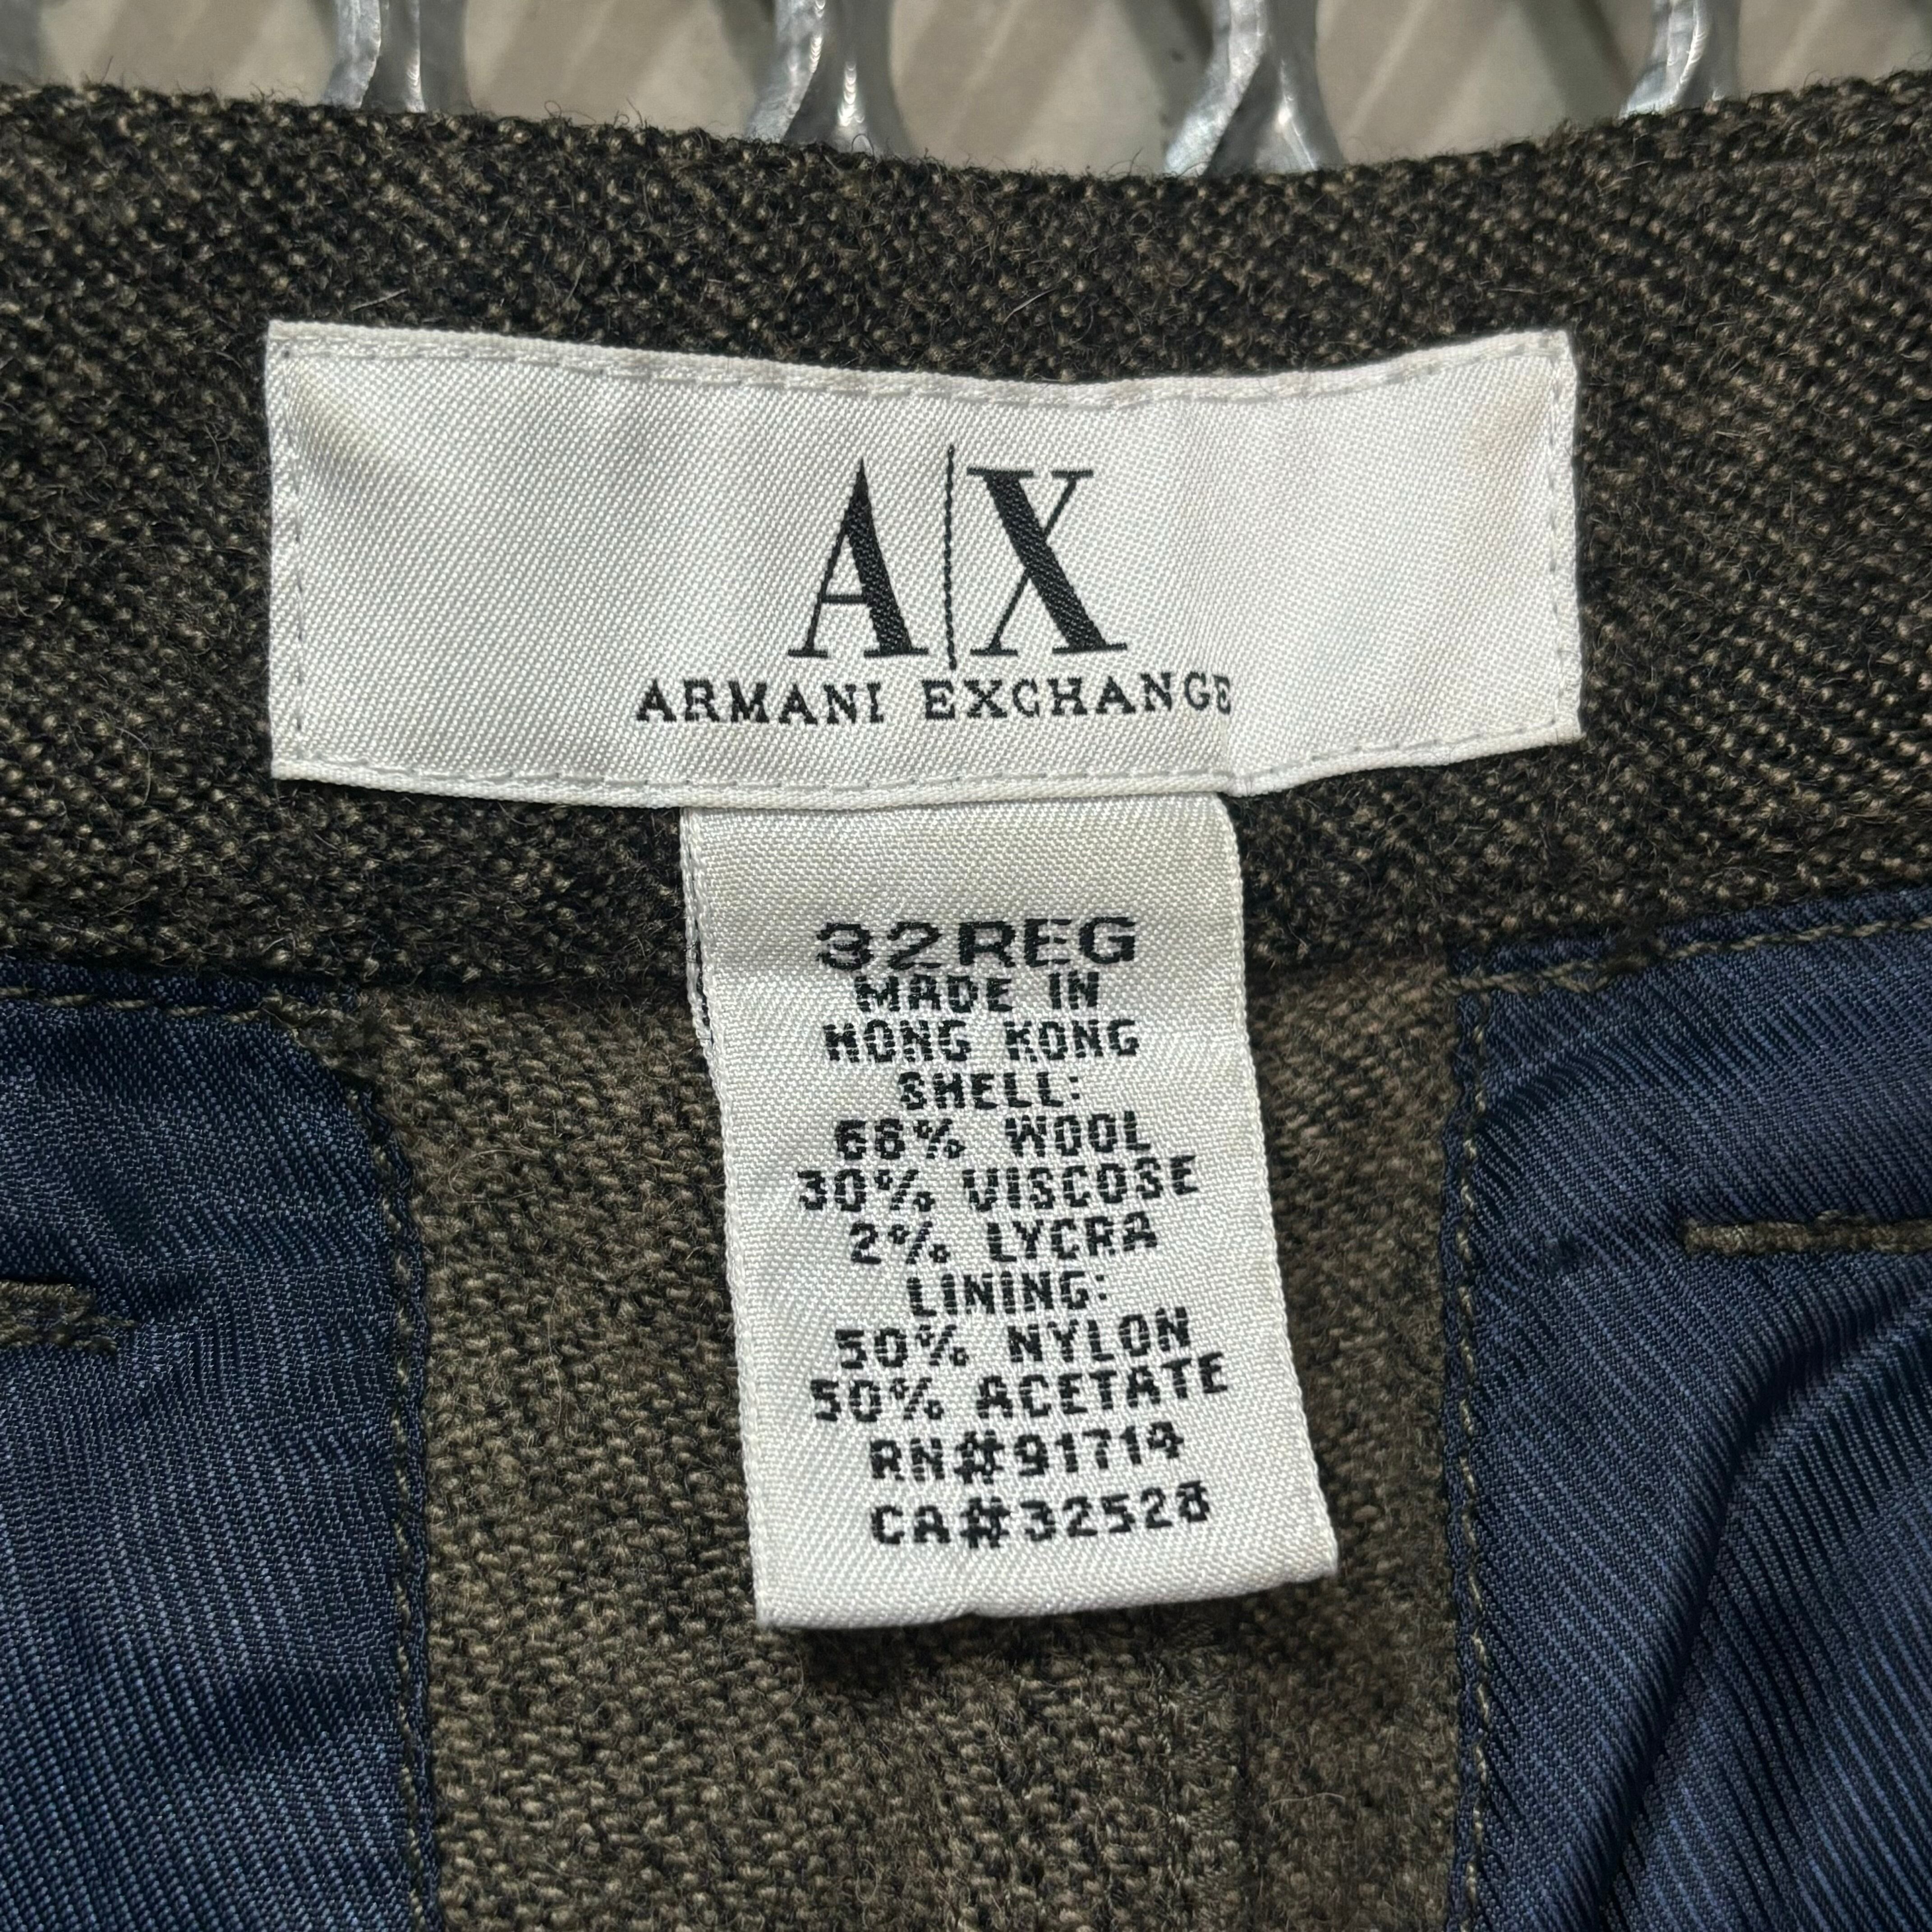 A|X
ARMANI EXCHANGE
32REG
MADE IN
HONG KONG
SHELL:
68% WOOL
30% VISCOSE
2% LYCRA
LINING:
50% NYLON
50% ACETATE
RN#91714
CA#32528